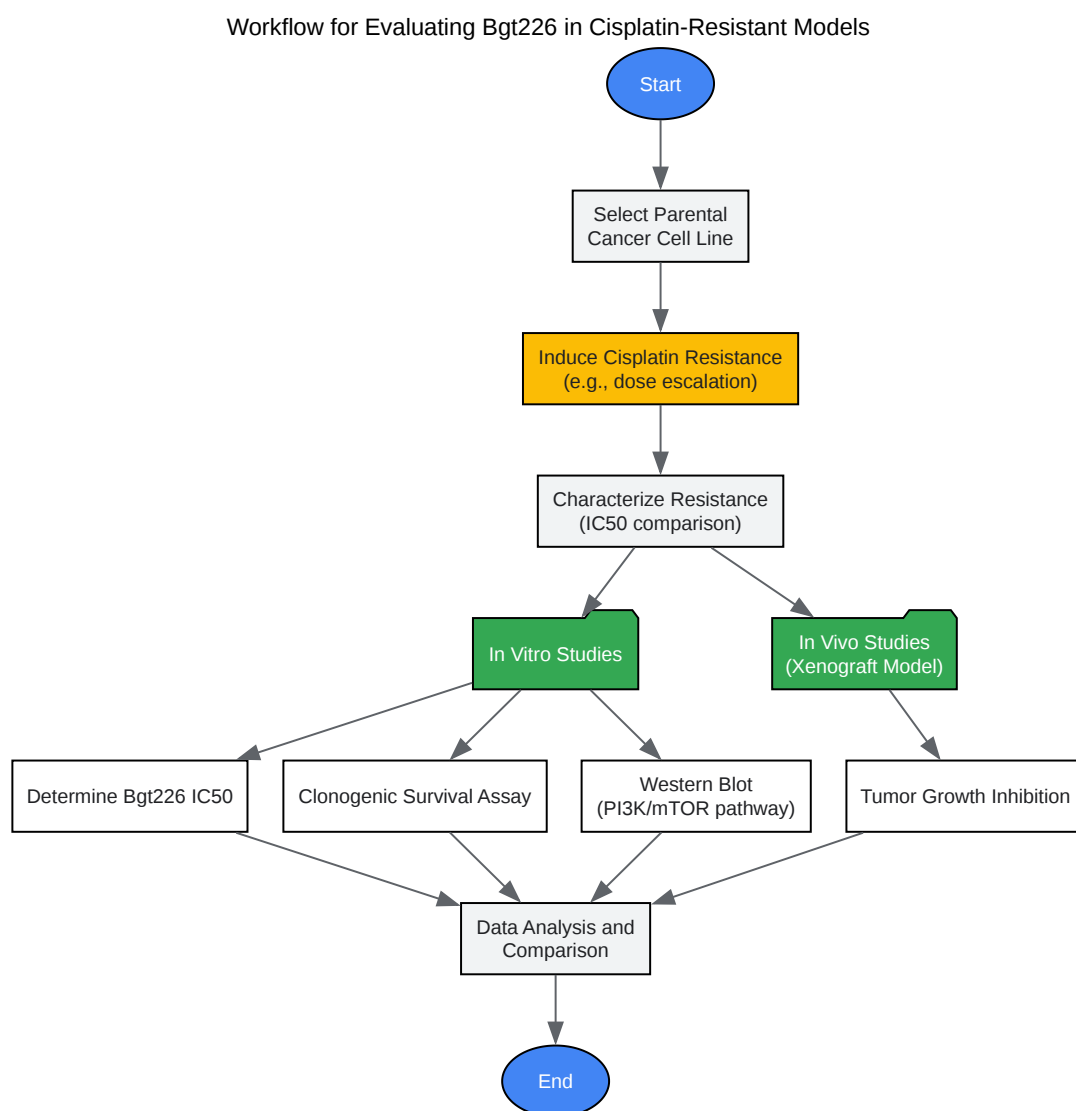 Workflow for Evaluating Bgt226 in Cisplatin-Resistant Models
Start
Select Parental
Cancer Cell Line
Induce Cisplatin Resistance
(e.g., dose escalation)
Characterize Resistance
(IC50 comparison)
In Vitro Studies
In Vivo Studies
(Xenograft Model)
Determine Bgt226 IC50
Clonogenic Survival Assay
Western Blot
(PI3K/mTOR pathway)
Tumor Growth Inhibition
Data Analysis and
Comparison
End